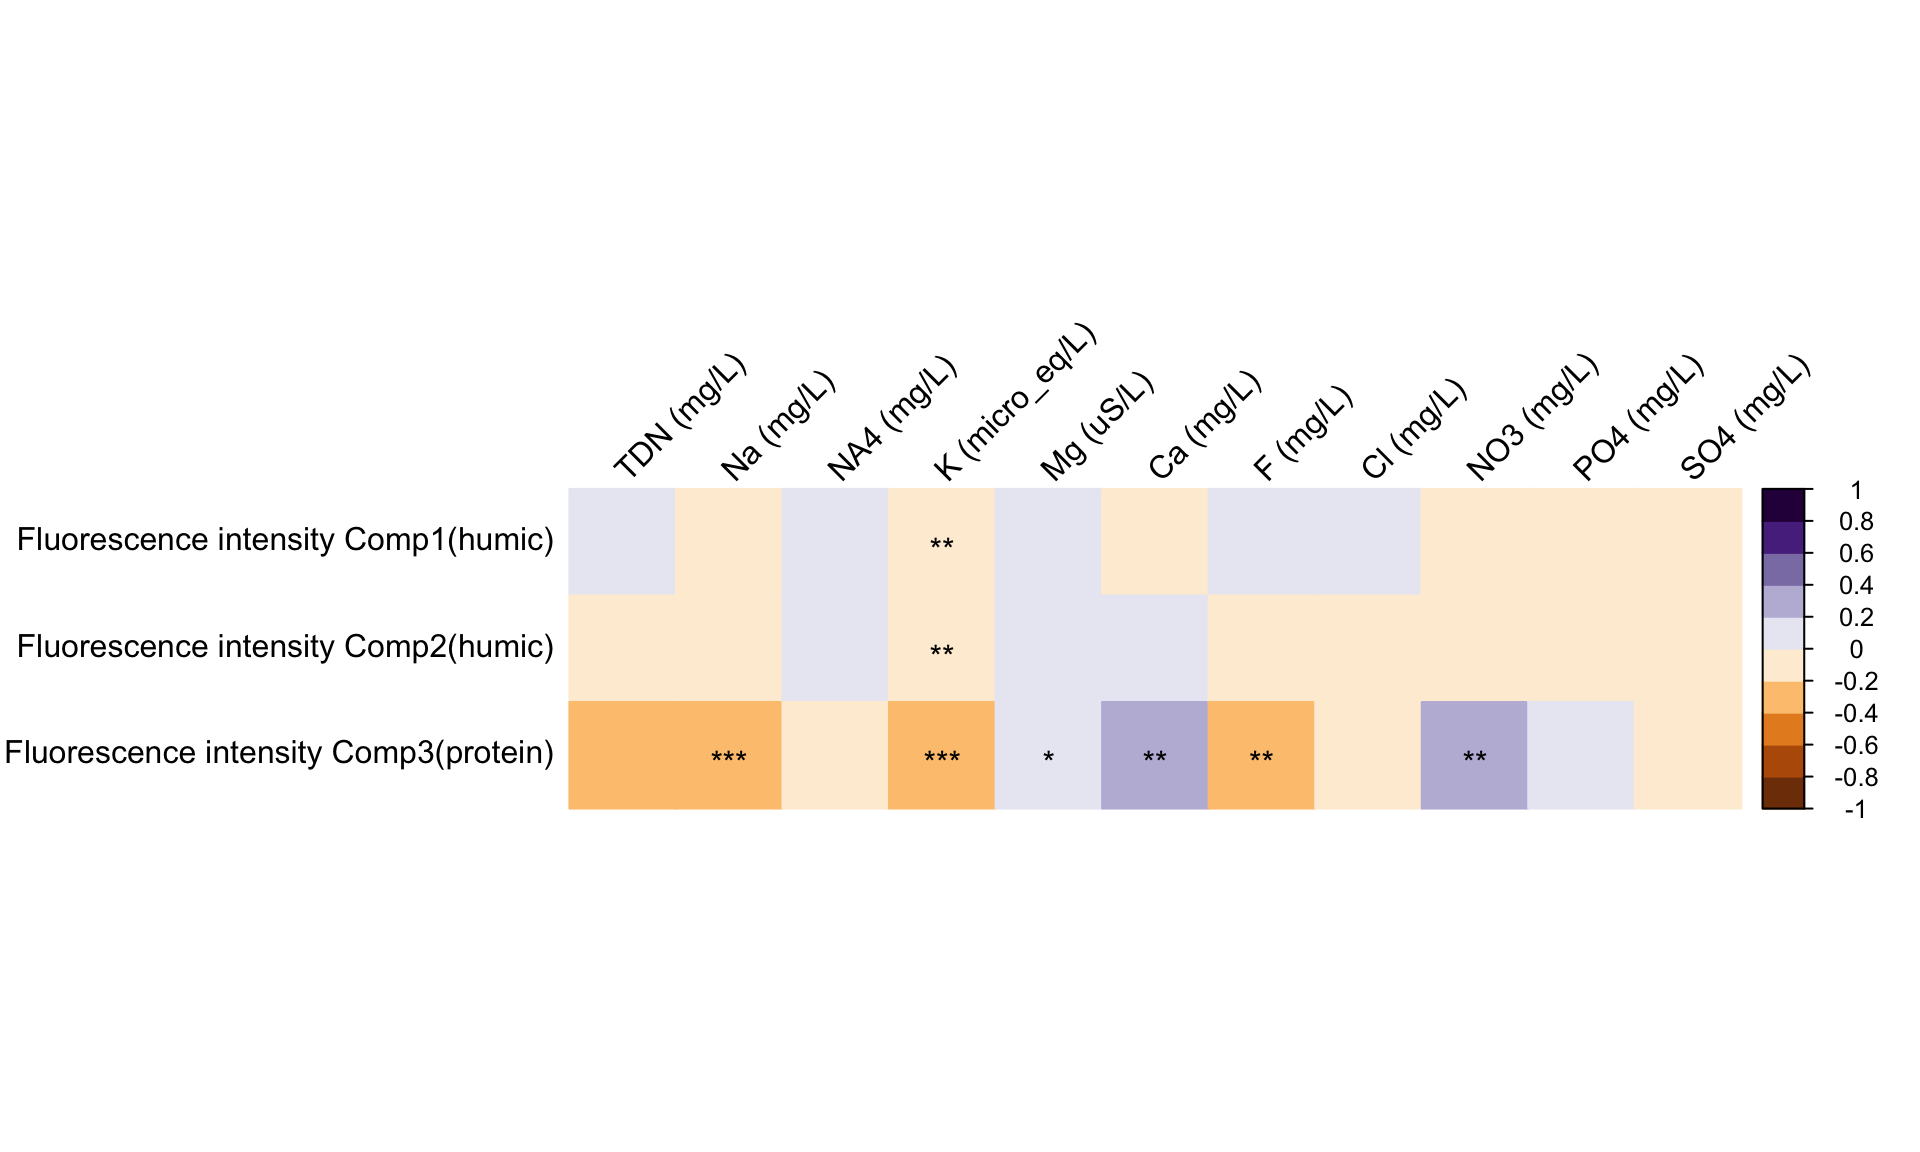 TDN (mg/L)
Na (mg/L)
NA4 (mg/L)
K (micro_eq/L)
Mg (uS/L)
Ca (mg/L)
F (mg/L)
Cl (mg/L)
NO3 (mg/L)
PO4 (mg/L)
SO4 (mg/L)
Fluorescence intensity Comp1(humic)
**
Fluorescence intensity Comp2(humic)
**
Fluorescence intensity Comp3(protein)
*** *** * ** ** **
1
0.8
0.6
0.4
0.2
0
-0.2
-0.4
-0.6
-0.8
-1